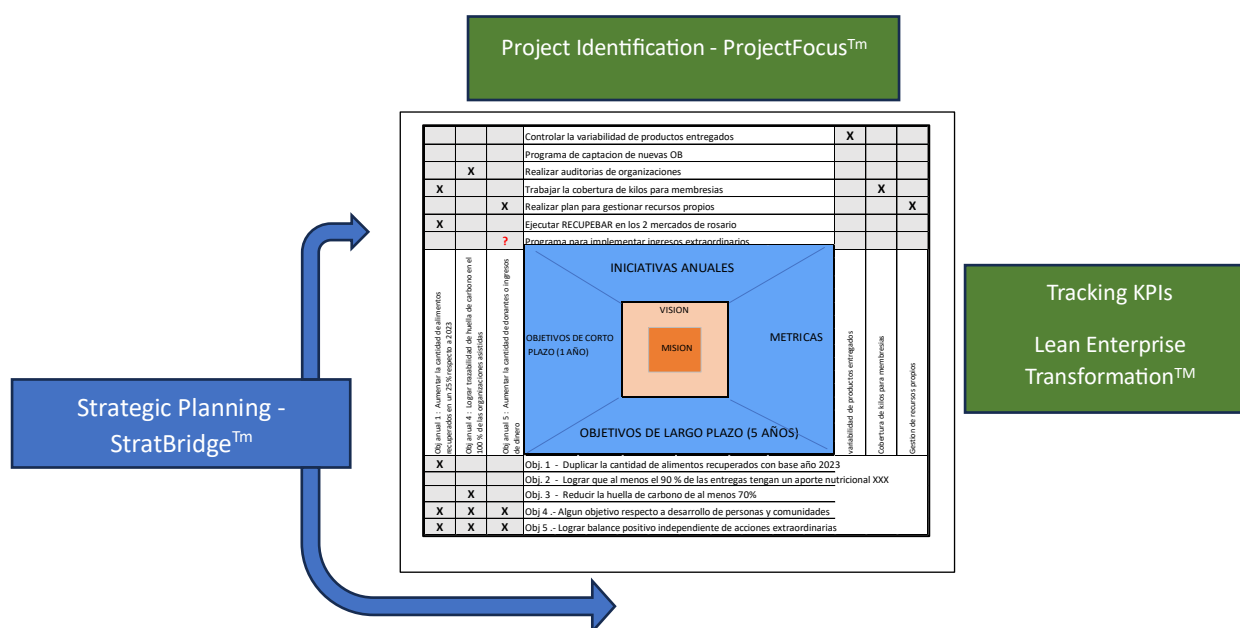 Project Identification - ProjectFocus™
Controlar la variabilidad de productos entregados X
Programa de captacion de nuevas OB
X Realizar auditorias de organizaciones
X Trabajar la cobertura de kilos para membresias X
X Realizar plan para gestionar recursos propios X
X Ejecutar RECUPEBAR en los 2 mercados de rosario
? Programa para implementar ingresos extraordinarios
Obj anual 1 : Aumentar la cantidad de alimentos
recuperados en un 25 % respecto a 2023
Obj anual 4 : Lograr trazabilidad de huella de carbono en el
100 % de las organizaciones asistidas
Obj anual 5 : Aumentar la cantidad de donantes o ingresos
de dinero
INICIATIVAS ANUALES
VISION
OBJETIVOS DE CORTO
PLAZO (1 AÑO)
MISION
METRICAS
OBJETIVOS DE LARGO PLAZO (5 AÑOS)
variabilidad de productos entregados
Cobertura de kilos para membresias
Gestion de recursos propios
X Obj. 1 - Duplicar la cantidad de alimentos recuperados con base año 2023
Obj. 2 - Lograr que al menos el 90 % de las entregas tengan un aporte nutricional XXX
X Obj. 3 - Reducir la huella de carbono de al menos 70%
X X X Obj 4 .- Algun objetivo respecto a desarrollo de personas y comunidades
X X X Obj 5 .- Lograr balance positivo independiente de acciones extraordinarias
Strategic Planning -
StratBridge™
Tracking KPIs
Lean Enterprise
Transformation™